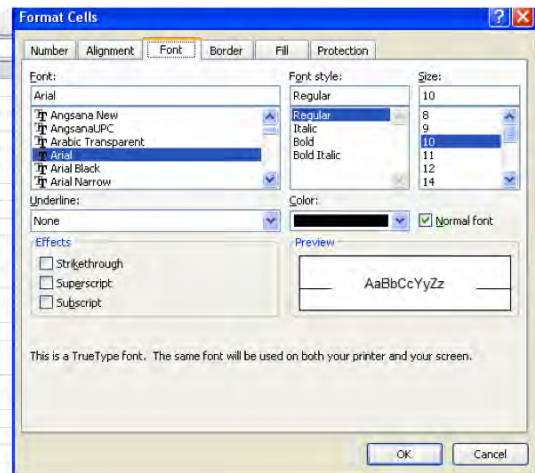 Format Cells
Number Alignment Font Border Fill Protection
Font: Font style: Size:
Arial Regular 10
Angsana New Regular 8
AngsanaUPC Italic 9
Arabic Transparent Bold 10
Arial Bold Italic 11
Arial Black 12
Arial Narrow 14
Underline: Color:
None Normal font
Effects Preview
Strikethrough
Superscript AaBbCcYyZz
Subscript
This is a TrueType font. The same font will be used on both your printer and your screen.
OK Cancel